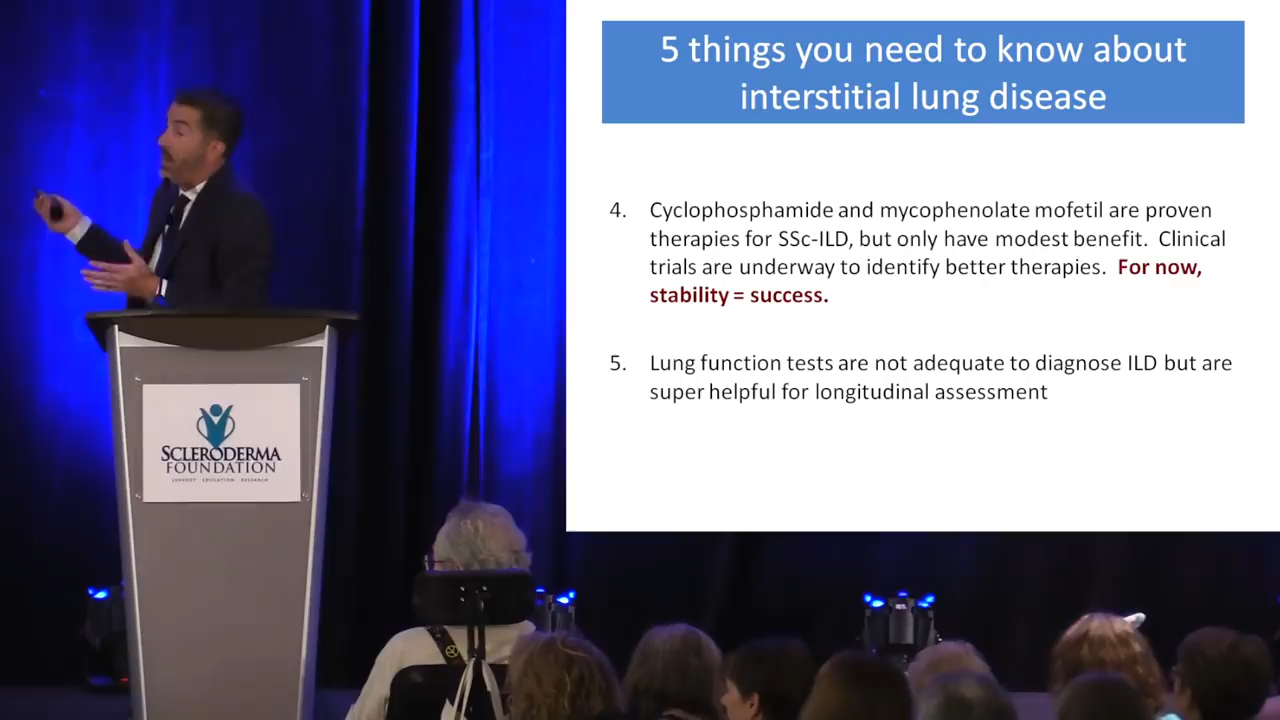 5 things you need to know about
interstitial lung disease
4. Cyclophosphamide and mycophenolate mofetil are proven
therapies for SSc-ILD, but only have modest benefit. Clinical
trials are underway to identify better therapies. For now,
stability = success.
5. Lung function tests are not adequate to diagnose ILD but are
super helpful for longitudinal assessment
SCLERODERMA
FOUNDATION
SUPPORT EDUCATION RESEARCH